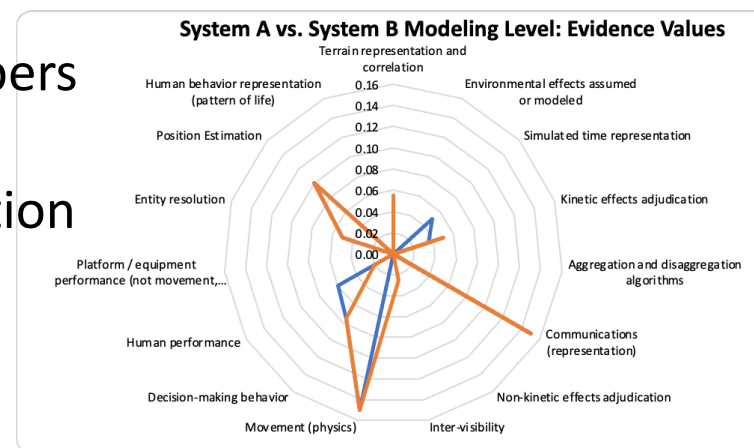 System A vs. System B Modeling Level: Evidence Values
Terrain representation and
correlation
Human behavior representation
(pattern of life)
Environmental effects assumed
or modeled
Position Estimation
Simulated time representation
Entity resolution
Kinetic effects adjudication
Platform / equipment
performance (not movement,...
Aggregation and disaggregation
algorithms
Human performance
Communications
(representation)
Decision-making behavior
Non-kinetic effects adjudication
Movement (physics)
Inter-visibility
0.16
0.14
0.12
0.10
0.08
0.06
0.04
0.02
0.00
pers
tion